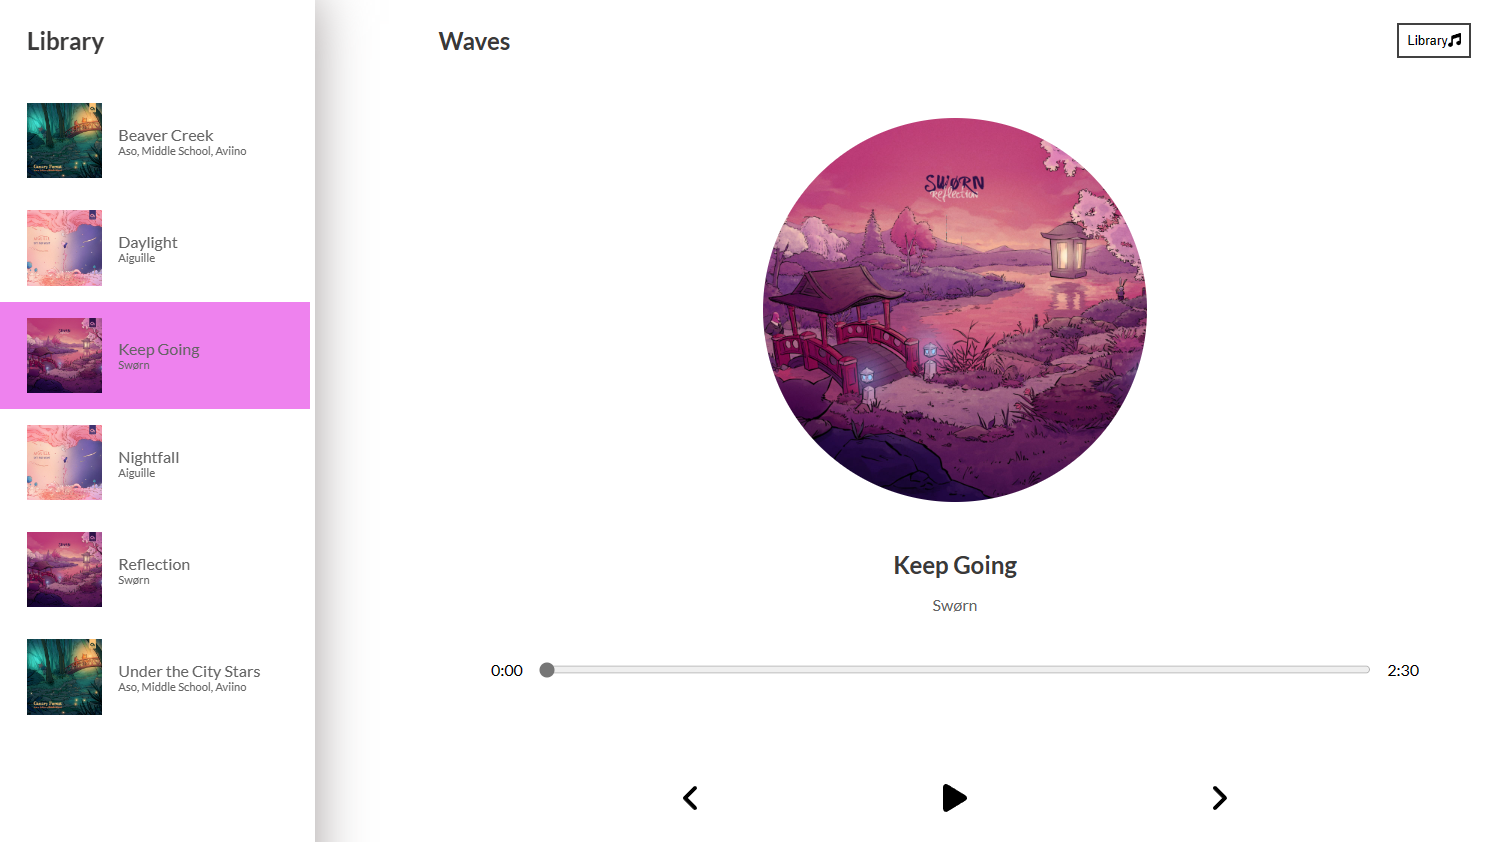 Library
Beaver Creek
Aso, Middle School, Aviino
Daylight
Aiguille
Keep Going
Swørn
Nightfall
Aiguille
Reflection
Swørn
Under the City Stars
Aso, Middle School, Aviino
Waves
Library
SWØRN
Reflection
Keep Going
Swørn
0:00
2:30